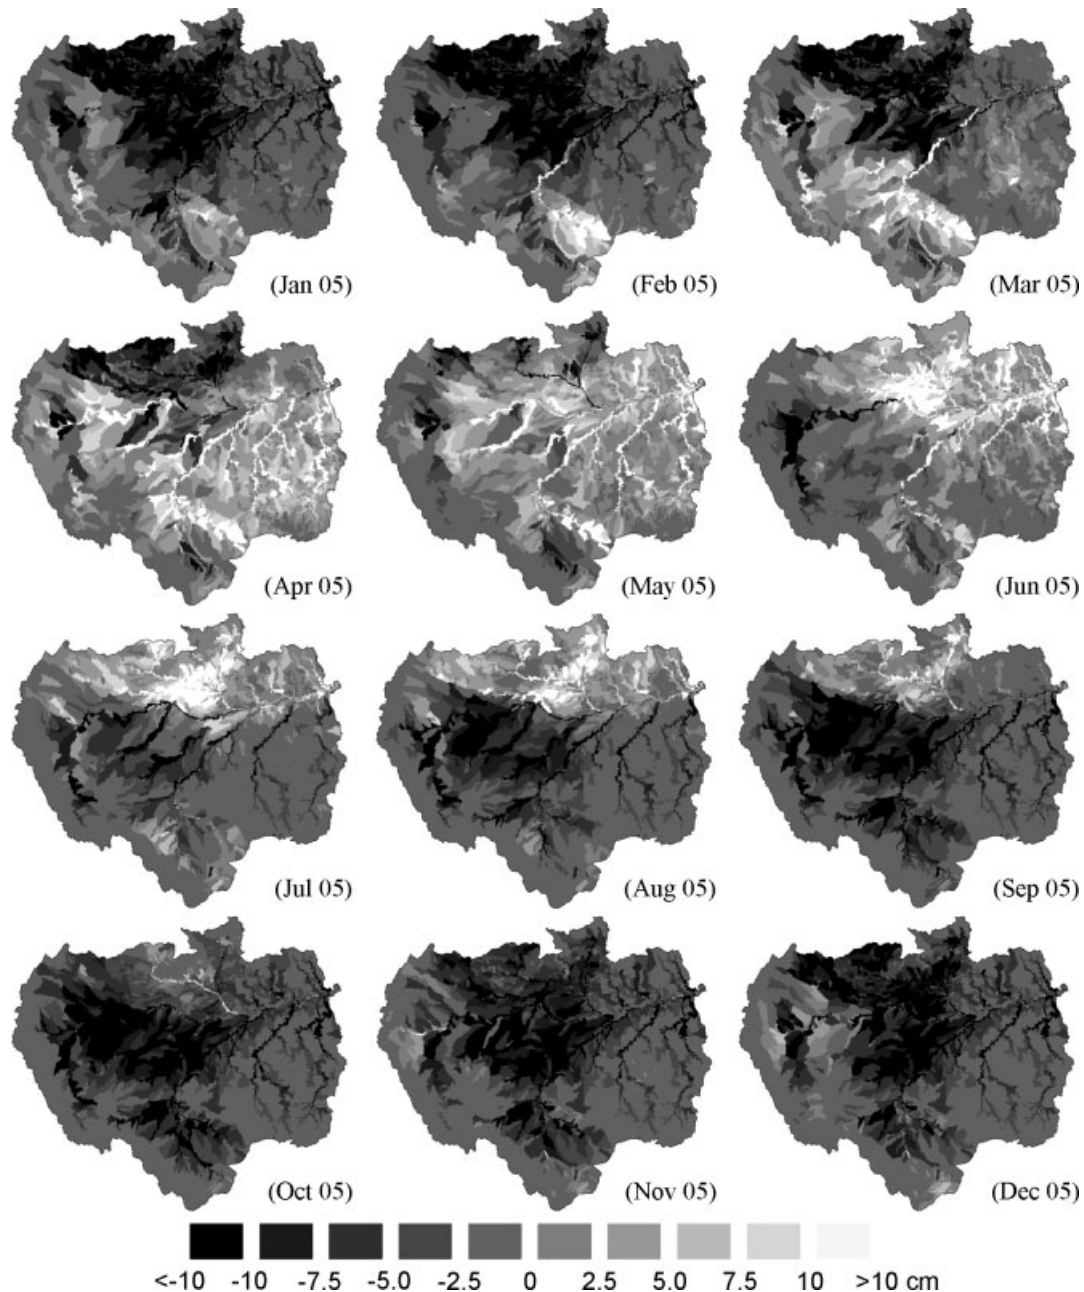 (Jan 05) (Feb 05) (Mar 05)
(Apr 05) (May 05) (Jun 05)
(Jul 05) (Aug 05) (Sep 05)
(Oct 05) (Nov 05) (Dec 05)
<-10 -10 -7.5 -5.0 -2.5 0 2.5 5.0 7.5 10 >10 cm